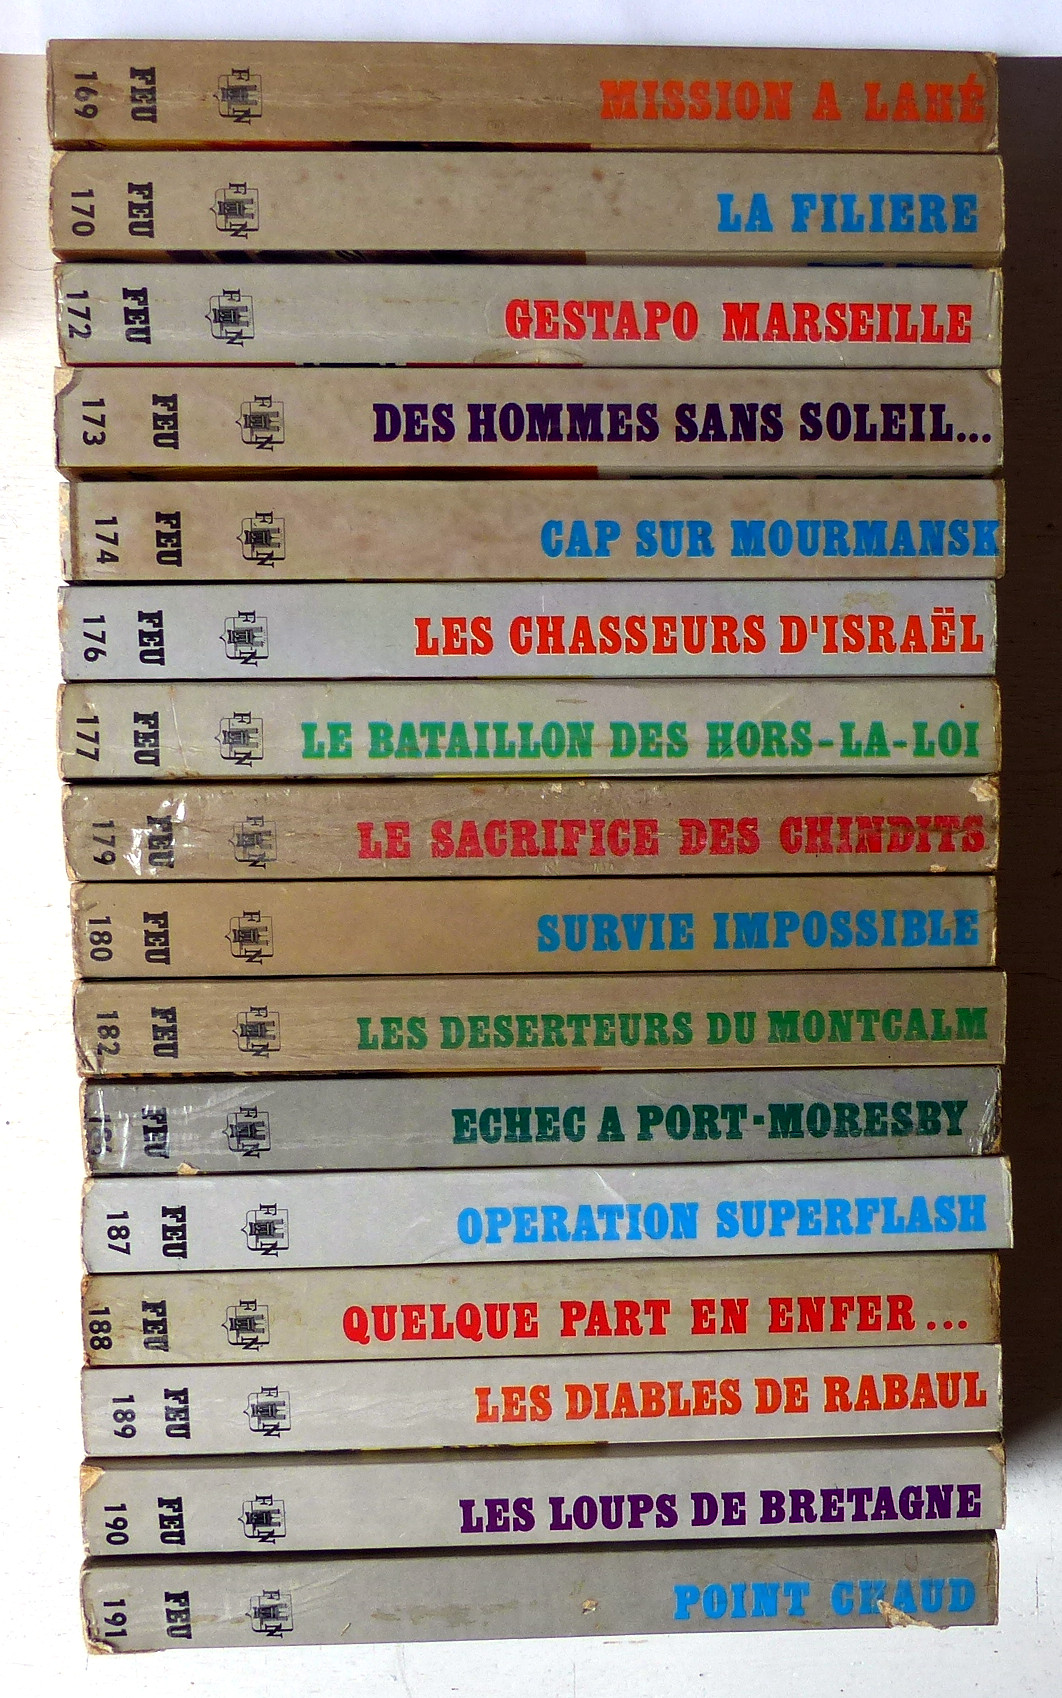 169 FEU F N MISSION A LAHÉ
170 FEU F N LA FILIERE
172 FEU F N GESTAPO MARSEILLE
173 FEU F N DES HOMMES SANS SOLEIL...
174 FEU F N CAP SUR MOURMANSK
176 FEU F N LES CHASSEURS D'ISRAËL
177 FEU F N LE BATAILLON DES HORS-LA-LOI
179 FEU F N LE SACRIFICE DES CHINDITS
180 FEU F N SURVIE IMPOSSIBLE
182 FEU F N LES DESERTEURS DU MONTCALM
FEU F N ECHEC A PORT-MORESBY
187 FEU F N OPERATION SUPERFLASH
188 FEU F N QUELQUE PART EN ENFER...
189 FEU F N LES DIABLES DE RABAUL
190 FEU F N LES LOUPS DE BRETAGNE
191 FEU F N POINT CHAUD